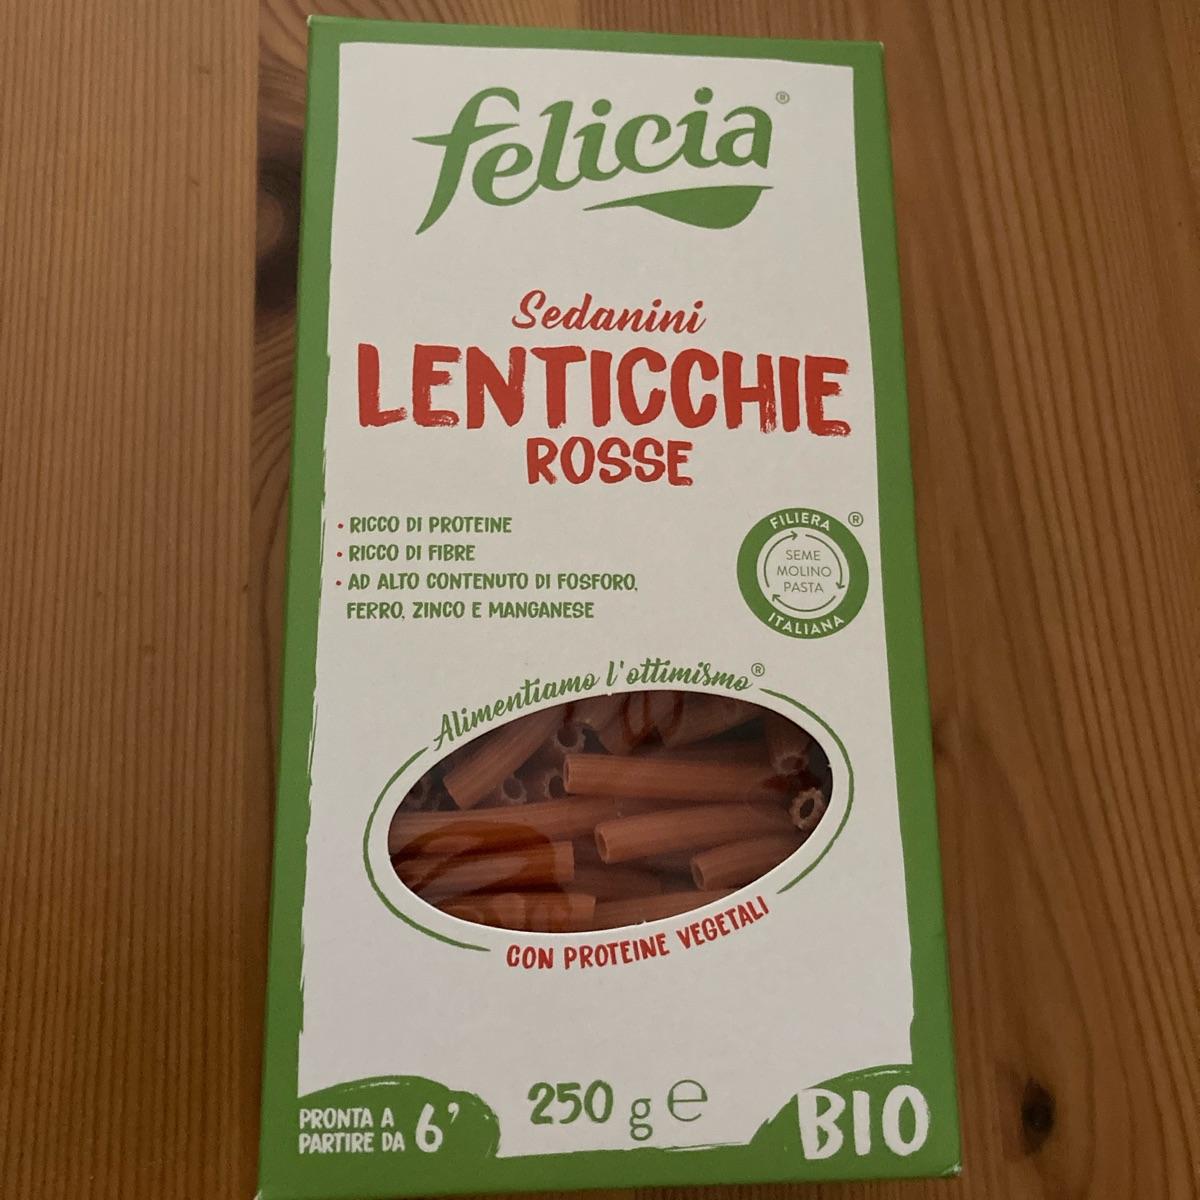 felicia®
Sedanini
LENTICCHIE
ROSSE
• RICCO DI PROTEINE
• RICCO DI FIBRE
• AD ALTO CONTENUTO DI FOSFORO,
FERRO, ZINCO E MANGANESE
FILIERA ®
SEME
MOLINO
PASTA
ITALIANA
Alimentiamo l'ottimismo®
CON PROTEINE VEGETALI
PRONTA A
PARTIRE DA 6'
250 g ℮
BIO